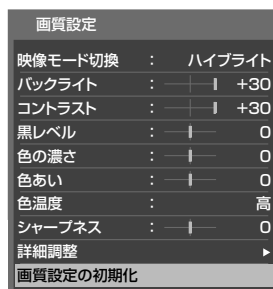 画質設定
映像モード切換 : ハイブライト
バックライト : +30
コントラスト : +30
黒レベル : 0
色の濃さ : 0
色あい : 0
色温度 : 高
シャープネス : 0
詳細調整
画質設定の初期化